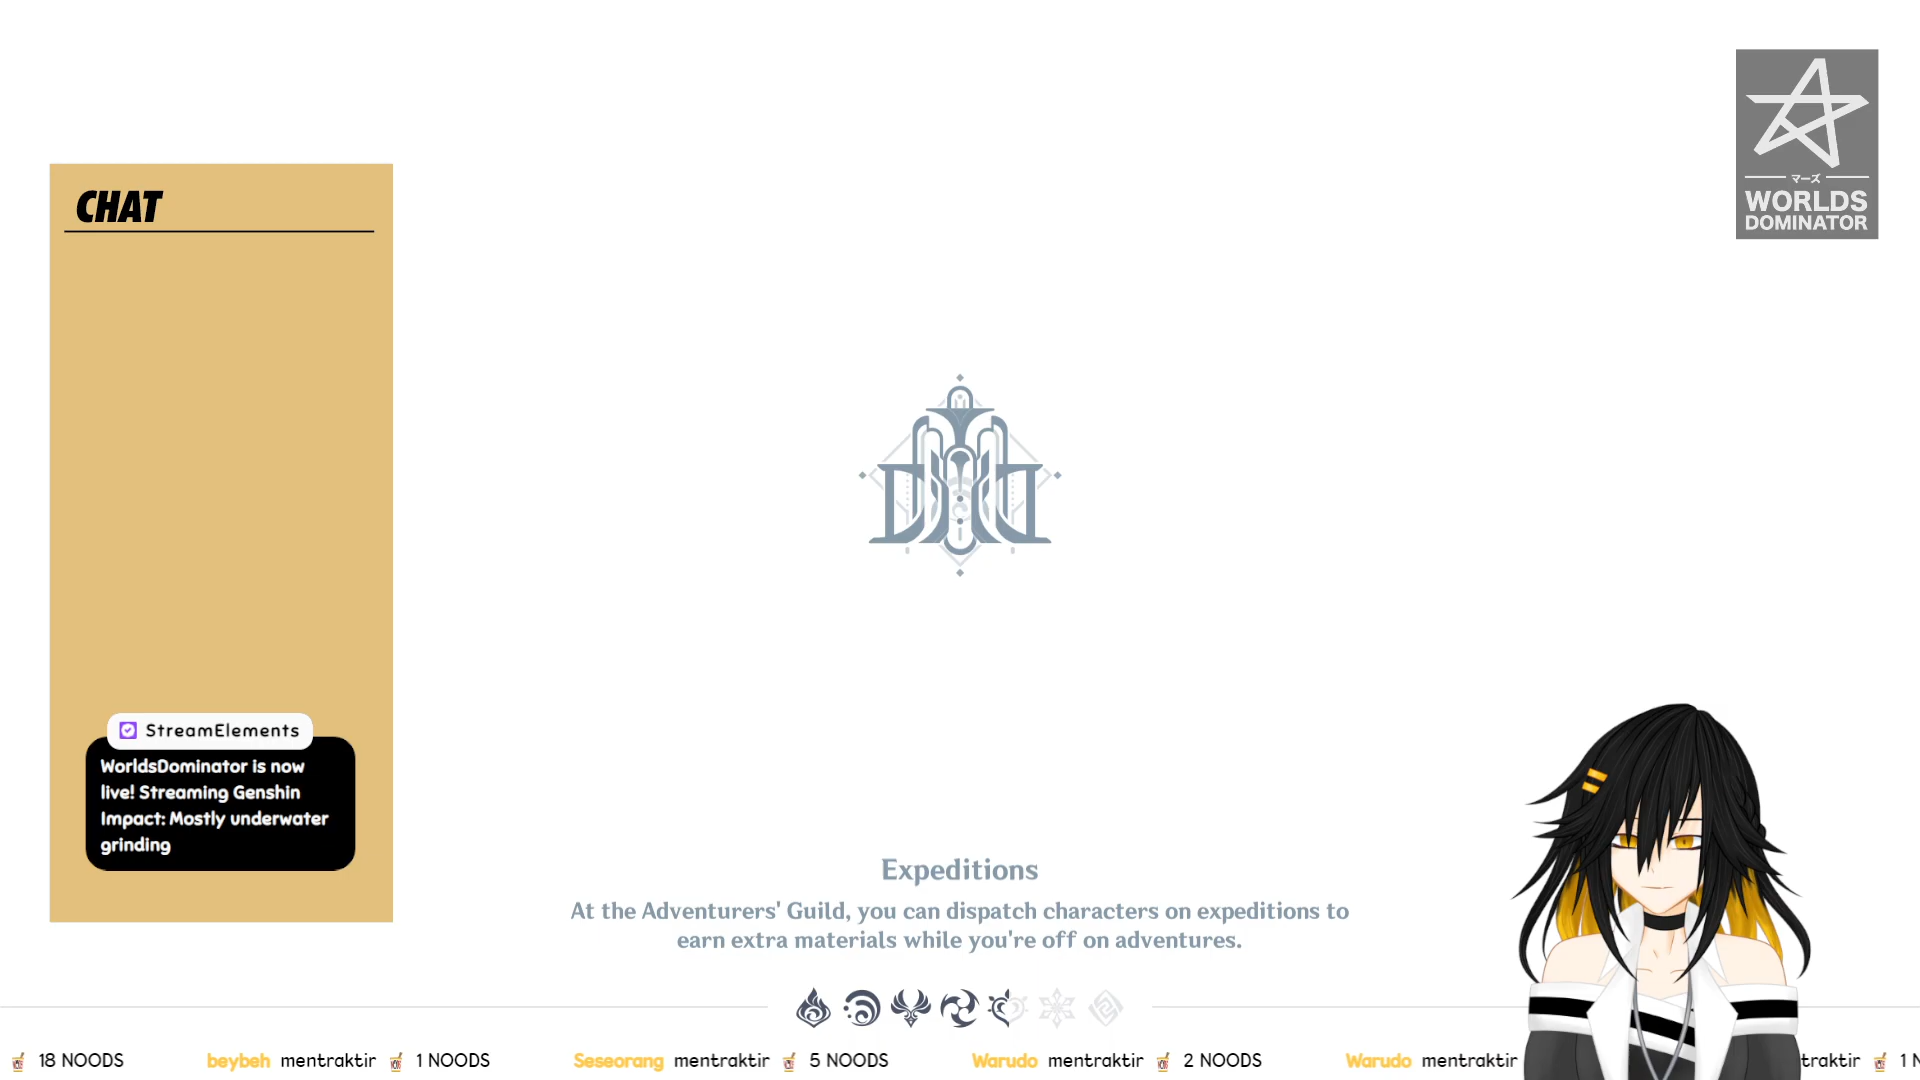 マーズ
WORLDS
DOMINATOR
CHAT
StreamElements
WorldsDominator is now
live! Streaming Genshin
Impact: Mostly underwater
grinding
Expeditions
At the Adventurers' Guild, you can dispatch characters on expeditions to
earn extra materials while you're off on adventures.
18 NOODS beybeh mentraktir 1 NOODS Seseorang mentraktir 5 NOODS Warudo mentraktir 2 NOODS Warudo mentraktir traktir 1 N